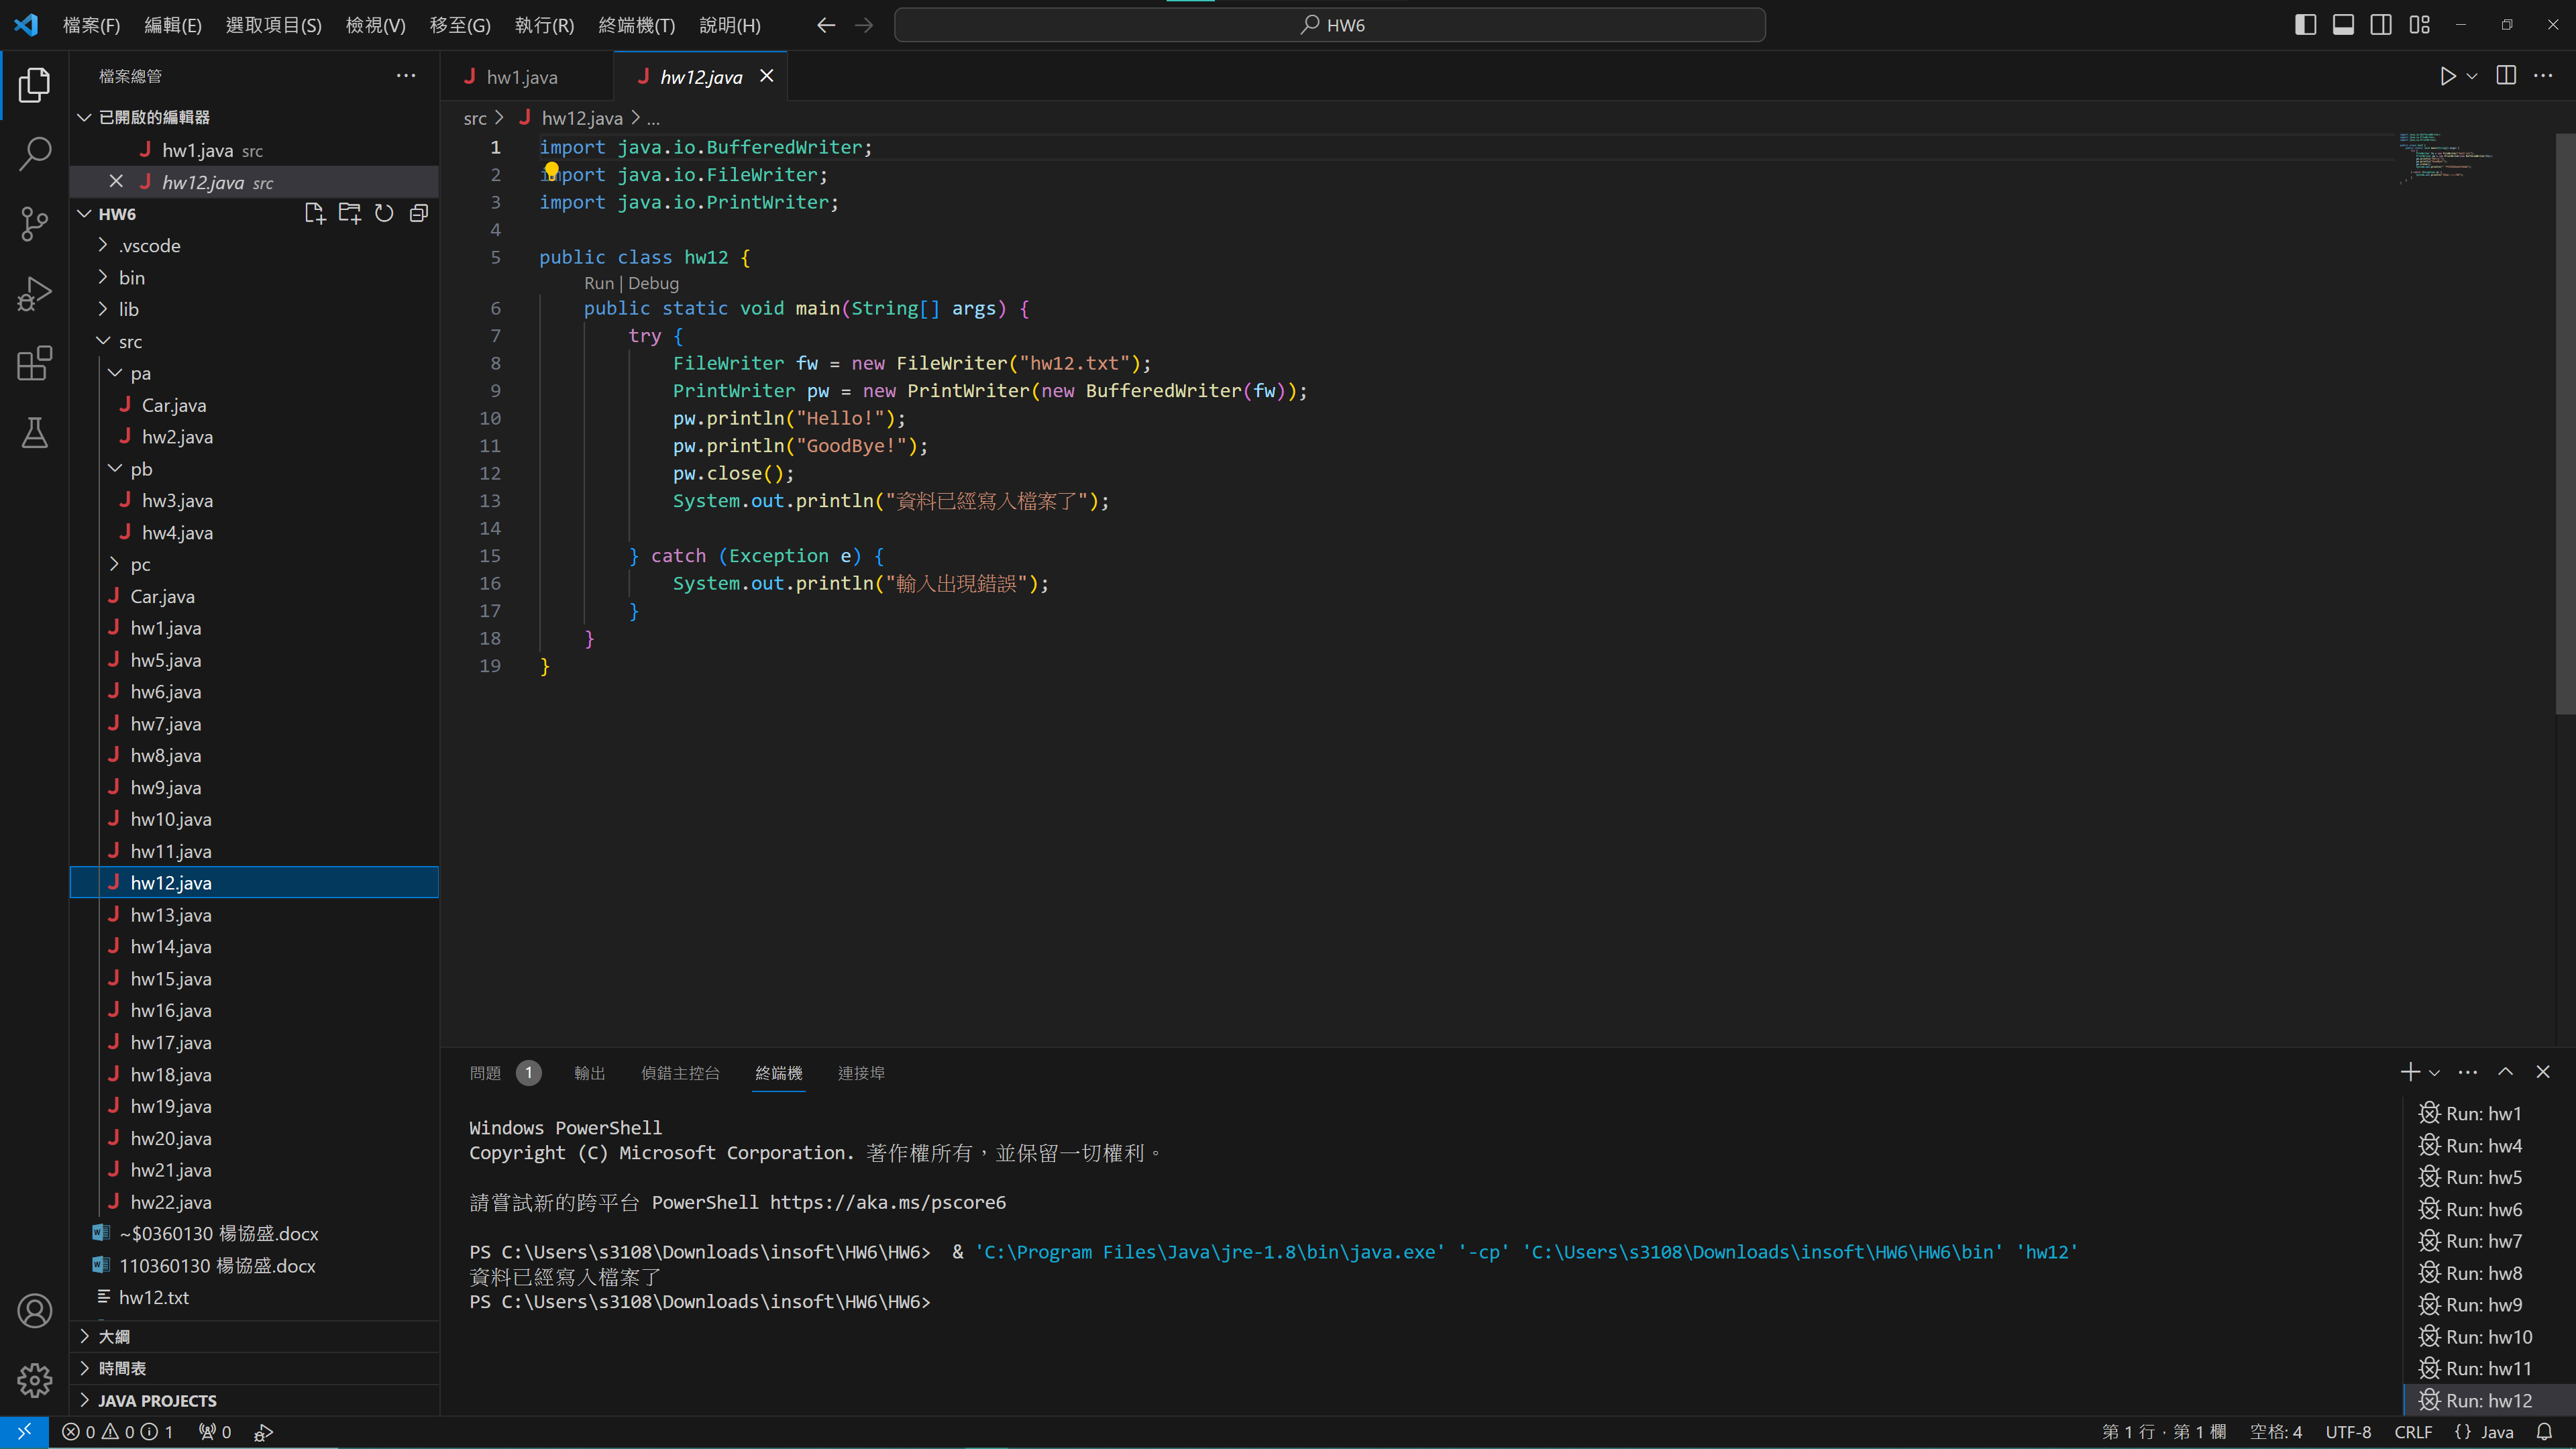 檔案(F) 編輯(E) 選取項目(S) 檢視(V) 移至(G) 執行(R) 終端機(T) 說明(H) HW6
檔案總管
已開啟的編輯器
hw1.java src
hw12.java src
HW6
.vscode
bin
lib
src
pa
Car.java
hw2.java
pb
hw3.java
hw4.java
pc
Car.java
hw1.java
hw5.java
hw6.java
hw7.java
hw8.java
hw9.java
hw10.java
hw11.java
hw12.java
hw13.java
hw14.java
hw15.java
hw16.java
hw17.java
hw18.java
hw19.java
hw20.java
hw21.java
hw22.java
~$0360130 楊協盛.docx
110360130 楊協盛.docx
hw12.txt
大綱
時間表
JAVA PROJECTS
hw1.java hw12.java
src > hw12.java > ...
1 import java.io.BufferedWriter;
2 import java.io.FileWriter;
3 import java.io.PrintWriter;
4
5 public class hw12 {
Run | Debug
6 public static void main(String[] args) {
7 try {
8 FileWriter fw = new FileWriter("hw12.txt");
9 PrintWriter pw = new PrintWriter(new BufferedWriter(fw));
10 pw.println("Hello!");
11 pw.println("GoodBye!");
12 pw.close();
13 System.out.println("資料已經寫入檔案了");
14
15 } catch (Exception e) {
16 System.out.println("輸入出現錯誤");
17 }
18 }
19 }
問題 1 輸出 偵錯主控台 終端機 連接埠
Windows PowerShell
Copyright (C) Microsoft Corporation. 著作權所有，並保留一切權利。
請嘗試新的跨平台 PowerShell https://aka.ms/pscore6
PS C:\Users\s3108\Downloads\insoft\HW6\HW6> & 'C:\Program Files\Java\jre-1.8\bin\java.exe' '-cp' 'C:\Users\s3108\Downloads\insoft\HW6\HW6\bin' 'hw12'
資料已經寫入檔案了
PS C:\Users\s3108\Downloads\insoft\HW6\HW6>
Run: hw1
Run: hw4
Run: hw5
Run: hw6
Run: hw7
Run: hw8
Run: hw9
Run: hw10
Run: hw11
Run: hw12
0 0 1 0 第 1 行，第 1 欄 空格: 4 UTF-8 CRLF {} Java